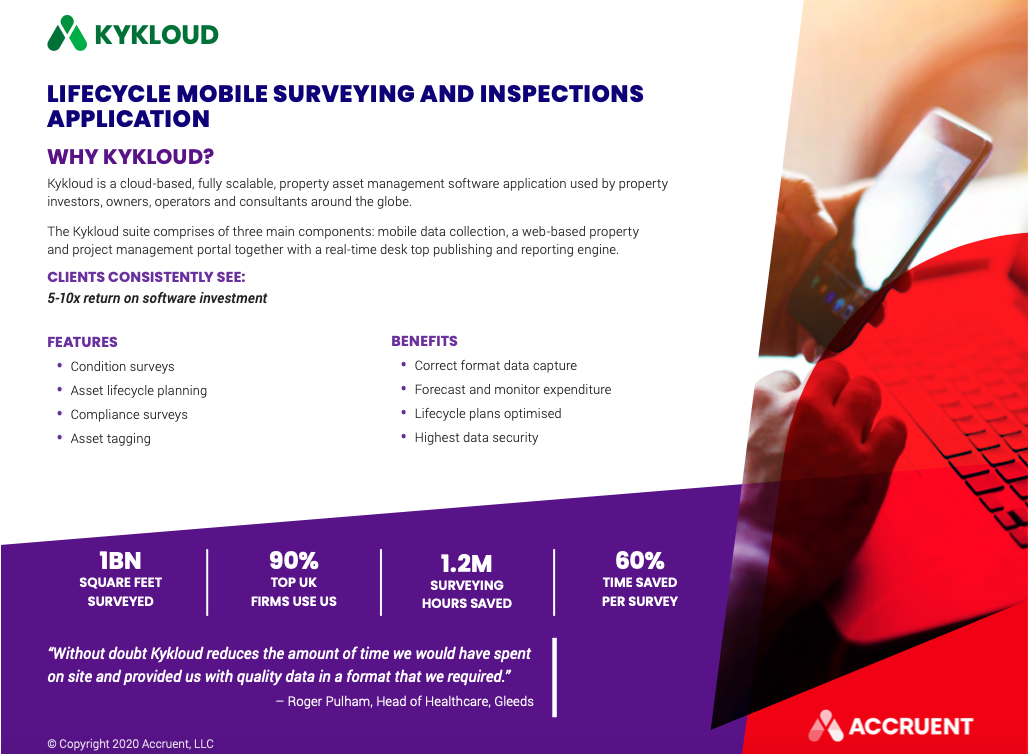 KYKLOUD
LIFECYCLE MOBILE SURVEYING AND INSPECTIONS
APPLICATION
WHY KYKLOUD?
Kykloud is a cloud-based, fully scalable, property asset management software application used by property
investors, owners, operators and consultants around the globe.
The Kykloud suite comprises of three main components: mobile data collection, a web-based property
and project management portal together with a real-time desk top publishing and reporting engine.
CLIENTS CONSISTENTLY SEE:
5-10x return on software investment
FEATURES
• Condition surveys
• Asset lifecycle planning
• Compliance surveys
• Asset tagging
BENEFITS
• Correct format data capture
• Forecast and monitor expenditure
• Lifecycle plans optimised
• Highest data security
1BN
SQUARE FEET
SURVEYED
90%
TOP UK
FIRMS USE US
1.2M
SURVEYING
HOURS SAVED
60%
TIME SAVED
PER SURVEY
“Without doubt Kykloud reduces the amount of time we would have spent
on site and provided us with quality data in a format that we required.”
– Roger Pulham, Head of Healthcare, Gleeds
© Copyright 2020 Accruent, LLC
ACCRUENT